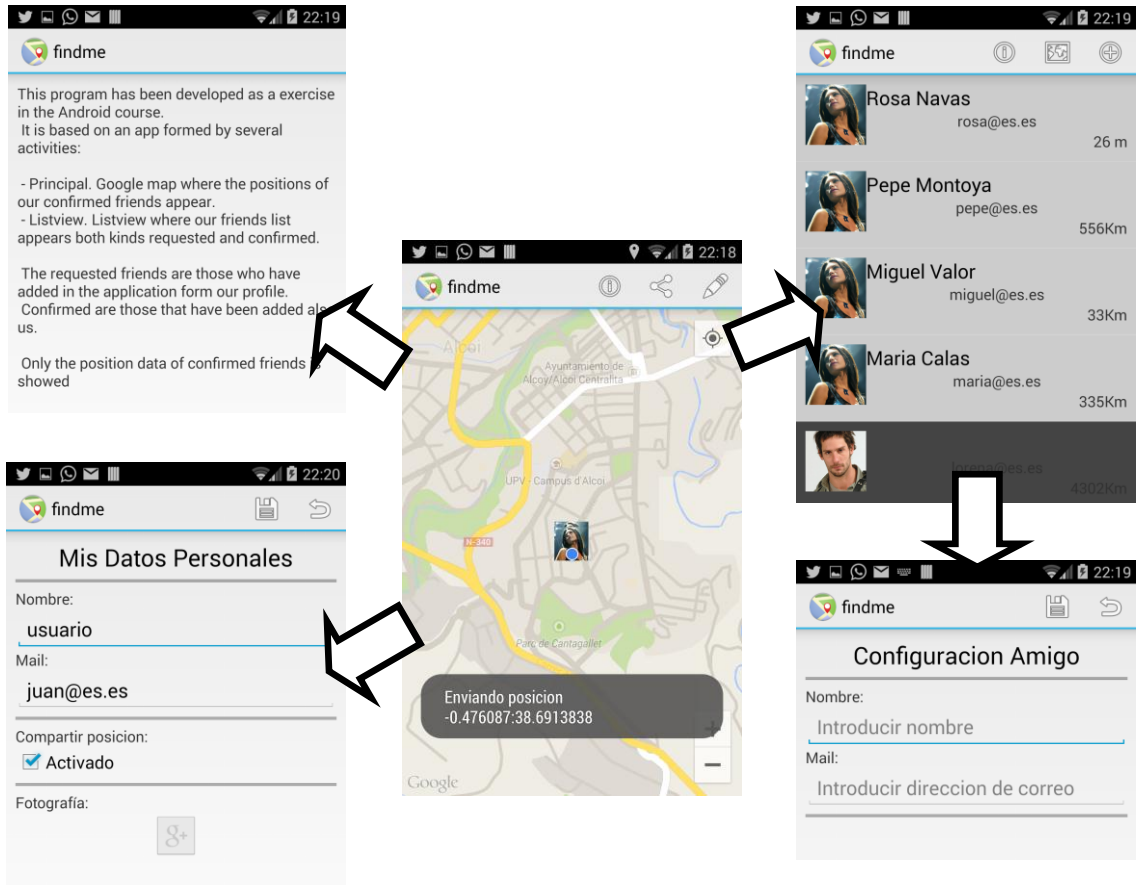 22:19
findme
This program has been developed as a exercise
in the Android course.
It is based on an app formed by several
activities:
- Principal. Google map where the positions of
our confirmed friends appear.
- Listview. Listview where our friends list
appears both kinds requested and confirmed.
The requested friends are those who have
added in the application form our profile.
Confirmed are those that have been added als
us.
Only the position data of confirmed friends is
showed
22:20
findme
Mis Datos Personales
Nombre:
usuario
Mail:
juan@es.es
Compartir posicion:
Activado
Fotografía:
g+
22:18
findme
Alcoi
Ayuntamiento de
Alcoy/Alcoi Centralita
UPV - Campus d'Alcoi
N-340
Parc de Cantagallet
Enviando posicion
-0.476087:38.6913838
Google
22:19
findme
Rosa Navas
rosa@es.es
26 m
Pepe Montoya
pepe@es.es
556Km
Miguel Valor
miguel@es.es
33Km
Maria Calas
maria@es.es
335Km
lorena@es.es
4302Km
22:19
findme
Configuracion Amigo
Nombre:
Introducir nombre
Mail:
Introducir direccion de correo